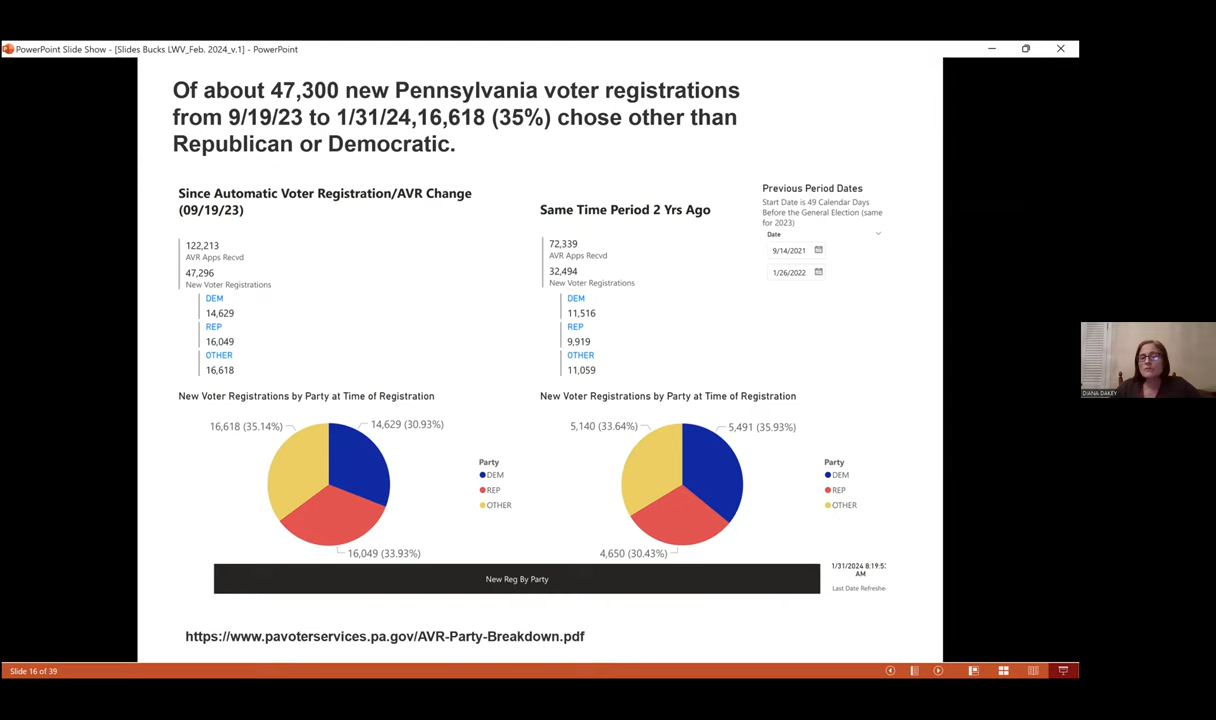 PowerPoint Slide Show - [Slides Bucks LWV_Feb. 2024_v.1] - PowerPoint
Of about 47,300 new Pennsylvania voter registrations
from 9/19/23 to 1/31/24,16,618 (35%) chose other than
Republican or Democratic.
Since Automatic Voter Registration/AVR Change
(09/19/23)
122,213
AVR Apps Recvd
47,296
New Voter Registrations
DEM
14,629
REP
16,049
OTHER
16,618
Same Time Period 2 Yrs Ago
72,339
AVR Apps Recvd
32,494
New Voter Registrations
DEM
11,516
REP
9,919
OTHER
11,059
Previous Period Dates
Start Date is 49 Calendar Days
Before the General Election (same
for 2023)
Date
9/14/2021
1/26/2022
New Voter Registrations by Party at Time of Registration
16,618 (35.14%)
14,629 (30.93%)
16,049 (33.93%)
Party
DEM
REP
OTHER
New Voter Registrations by Party at Time of Registration
5,140 (33.64%)
5,491 (35.93%)
4,650 (30.43%)
Party
DEM
REP
OTHER
New Reg By Party
1/31/2024 8:19:5
AM
Last Date Refreshe
https://www.pavoterservices.pa.gov/AVR-Party-Breakdown.pdf
Slide 16 of 39
DIANA DAKEY